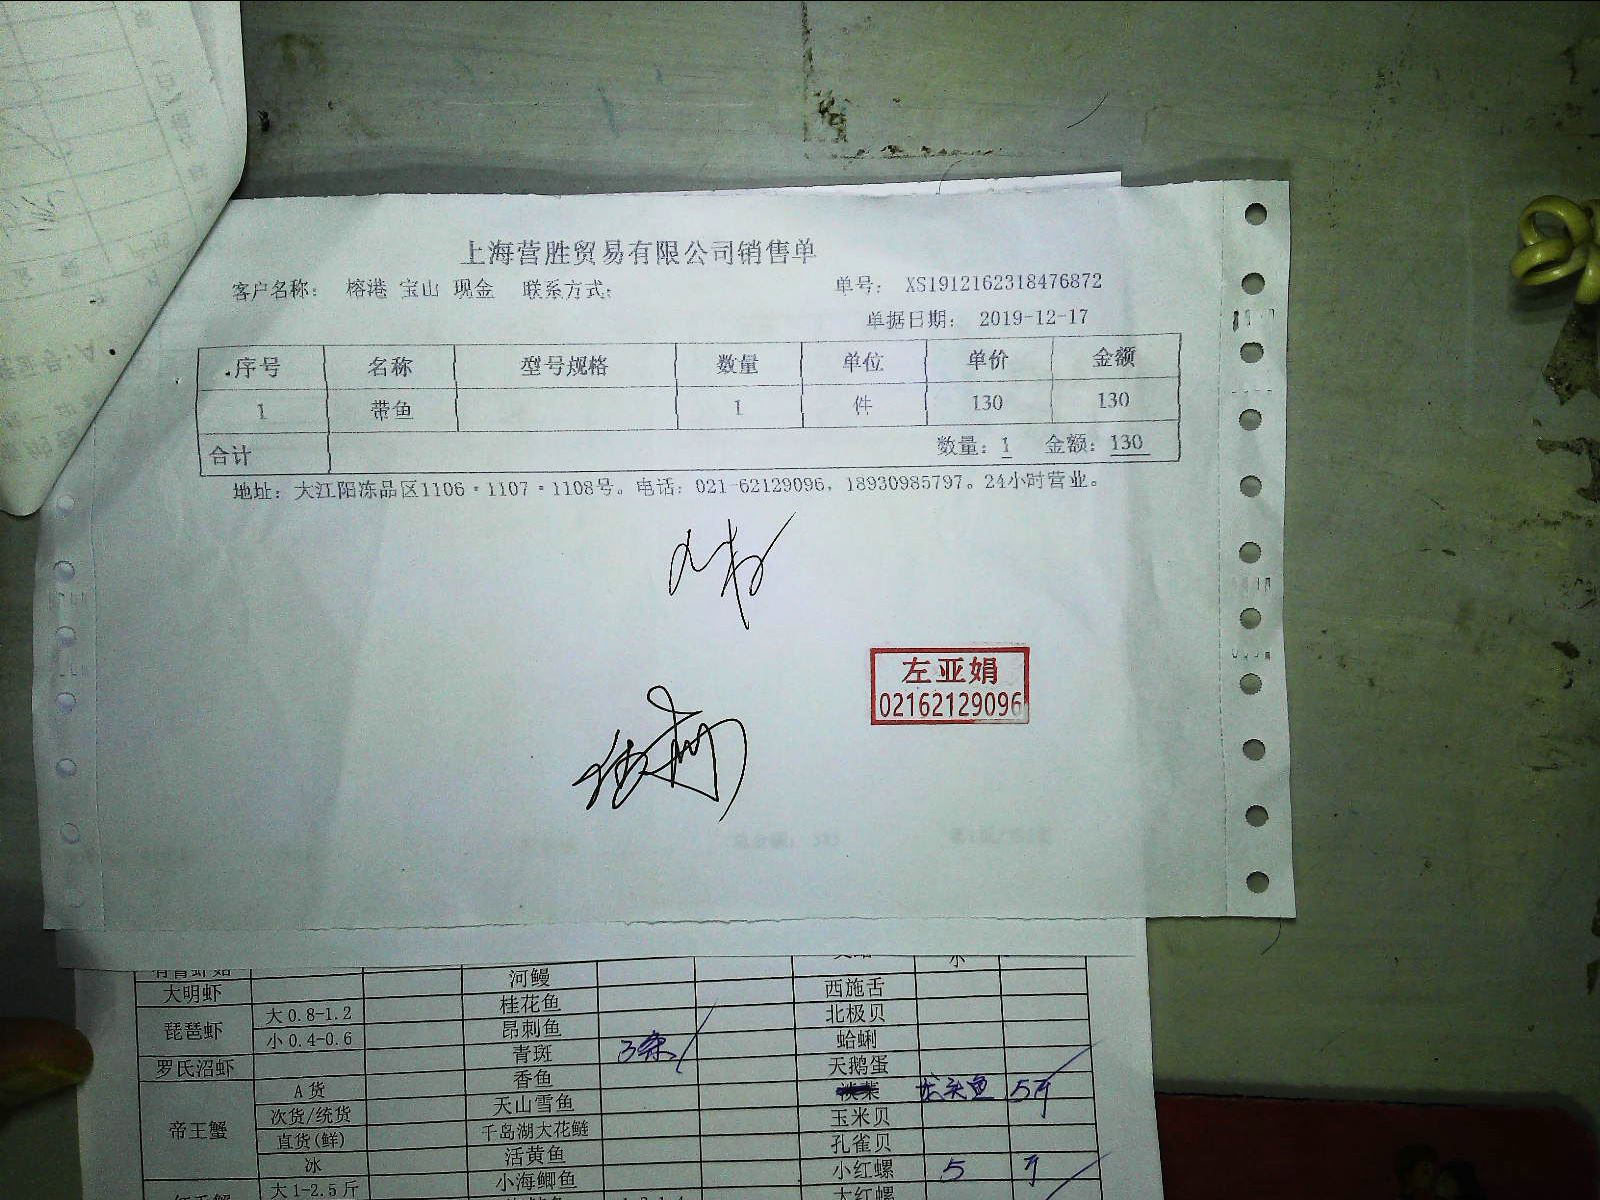 上海营胜贸易有限公司销售单
客户名称: 榕港 宝山 现金 联系方式: 单号: XS1912162318476872
单据日期: 2019-12-17
序号 名称 型号规格 数量 单位 单价 金额
1 带鱼 1 件 130 130
合计 数量: 1 金额: 130
地址: 大江阳冻品区1106·1107·1108号。电话: 021-62129096, 18930985797。24小时营业。
左亚娟
02162129096
河鳗 小
大明虾 西施舌
桂花鱼 北极贝
琵琶虾 大0.8-1.2
昂刺鱼
小0.4-0.6 蛤蜊
青斑 3条
罗氏沼虾 天鹅蛋
香鱼
帝王蟹 A货 龙头鱼 5斤
天山雪鱼
次货/统货 玉米贝
千岛湖大花鲢
直货(鲜) 孔雀贝
活黄鱼
冰 小红螺 5 斤
小海鲫鱼
大1-2.5斤 大红螺